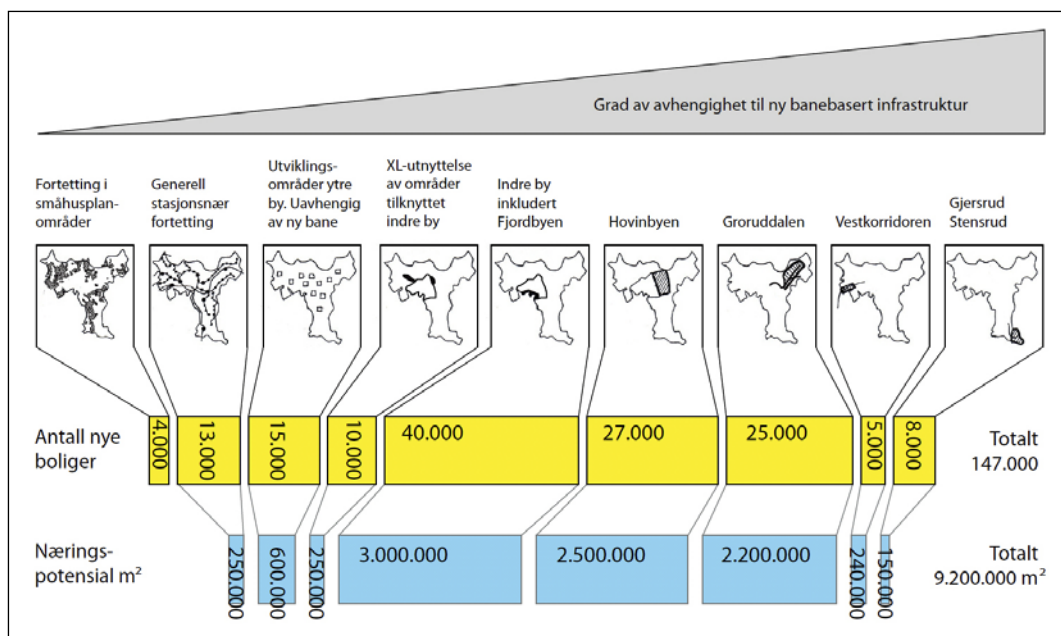 Grad av avhengighet til ny banebasert infrastruktur
Fortetting i
småhusplan-
områder
Generell
stasjonsnær
fortetting
Utviklings-
områder ytre
by. Uavhengig
av ny bane
XL-utnyttelse
av områder
tilknyttet
indre by
Indre by
inkludert
Fjordbyen
Hovinbyen
Groruddalen
Vestkorridoren
Gjersrud
Stensrud
Antall nye
boliger
4.000
13.000
15.000
10.000
40.000
27.000
25.000
5.000
8.000
Totalt
147.000
Nærings-
potensial m²
250.000
600.000
250.000
3.000.000
2.500.000
2.200.000
240.000
150.000
Totalt
9.200.000 m²